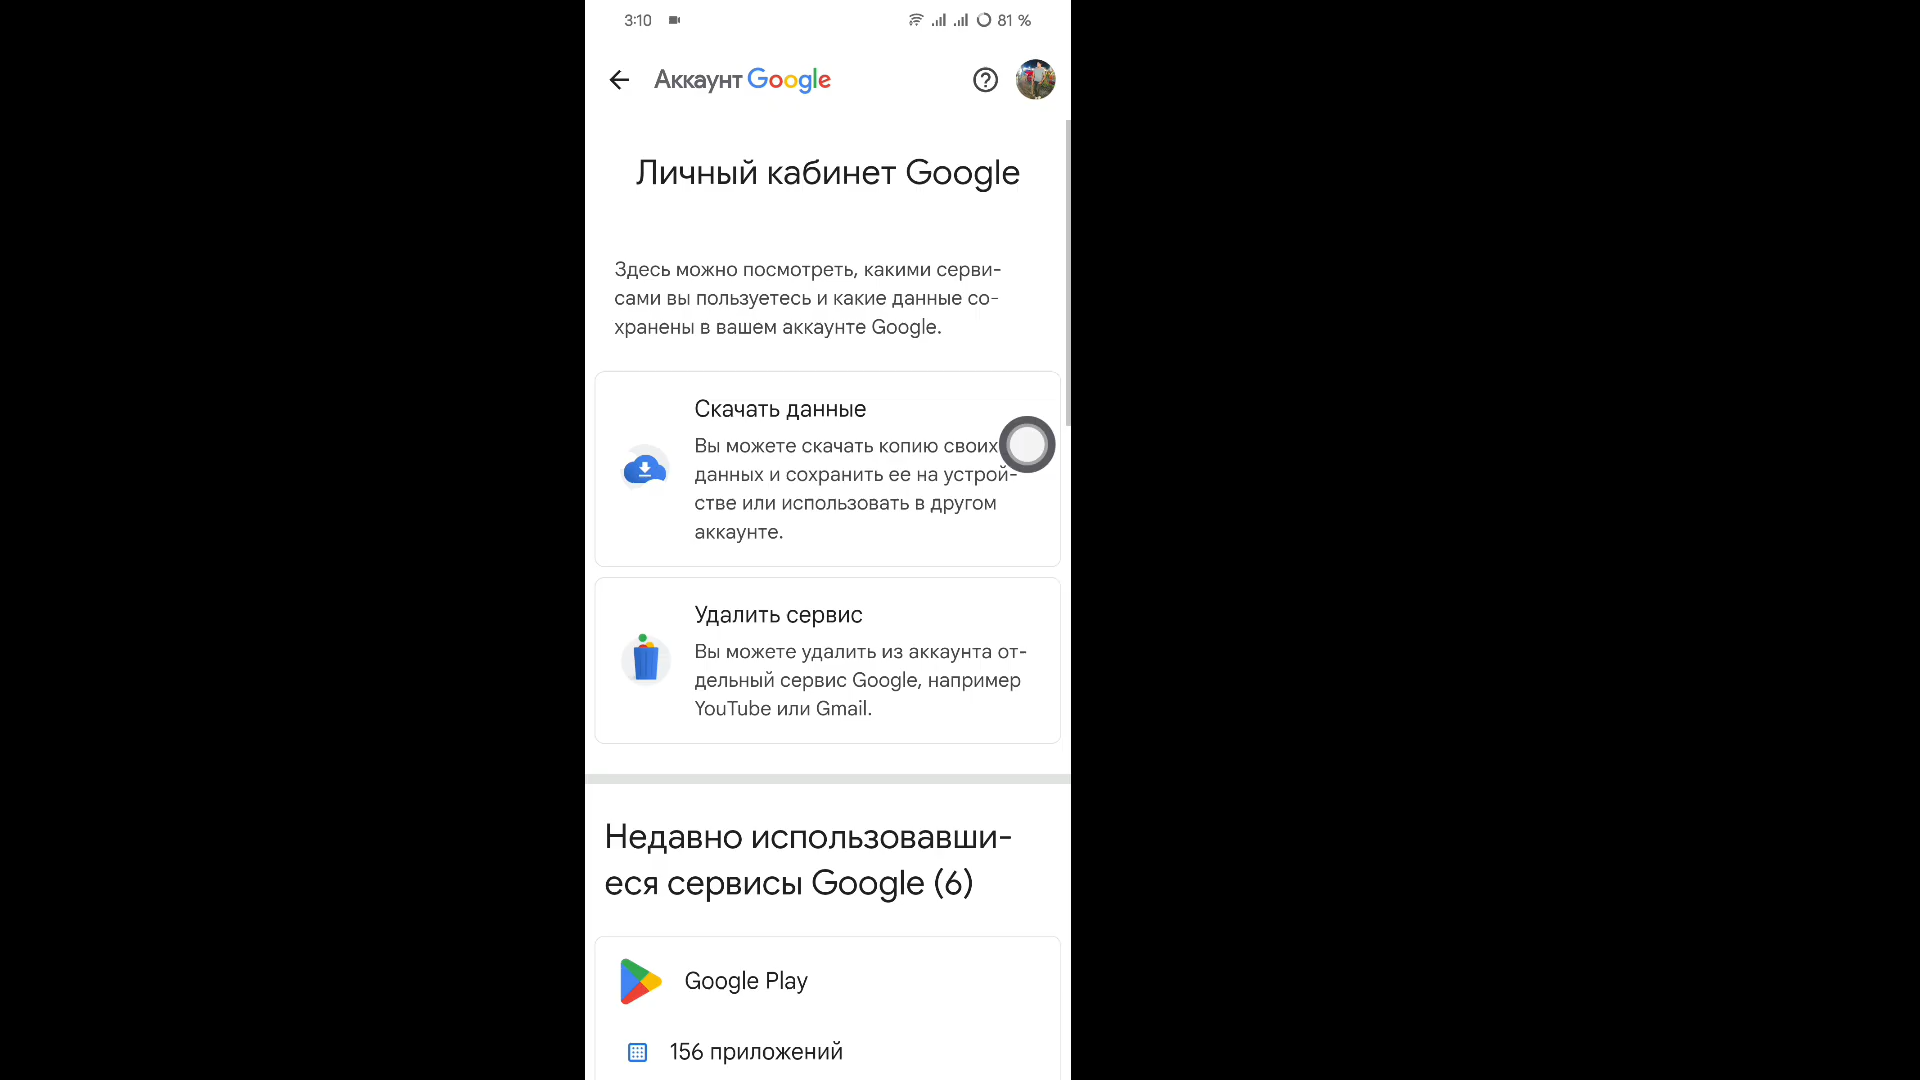 3:10
81 %
Аккаунт Google
Личный кабинет Google
Здесь можно посмотреть, какими серви-
сами вы пользуетесь и какие данные со-
хранены в вашем аккаунте Google.
Скачать данные
Вы можете скачать копию своих
данных и сохранить ее на устрой-
стве или использовать в другом
аккаунте.
Удалить сервис
Вы можете удалить из аккаунта от-
дельный сервис Google, например
YouTube или Gmail.
Недавно использовавши-
еся сервисы Google (6)
Google Play
156 приложений